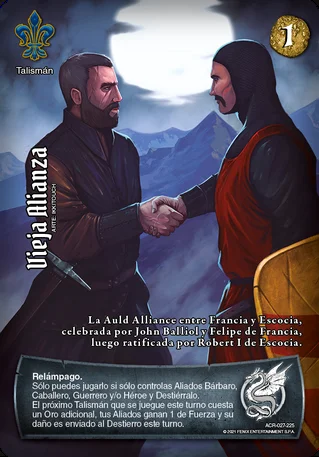 1
Talismán
Vieja Alianza
ARTE: IKKITOUCH
La Auld Alliance entre Francia y Escocia,
celebrada por John Balliol y Felipe de Francia,
luego ratificada por Robert I de Escocia.
Relámpago.
Sólo puedes jugarlo si sólo controlas Aliados Bárbaro,
Caballero, Guerrero y/o Héroe y Destiérralo.
El próximo Talismán que se juegue este turno cuesta
un Oro adicional, tus Aliados ganan 1 de Fuerza y su
daño es enviado al Destierro este turno.
ACR-027-225
© 2021 FENIX ENTERTAINMENT S.P.A.